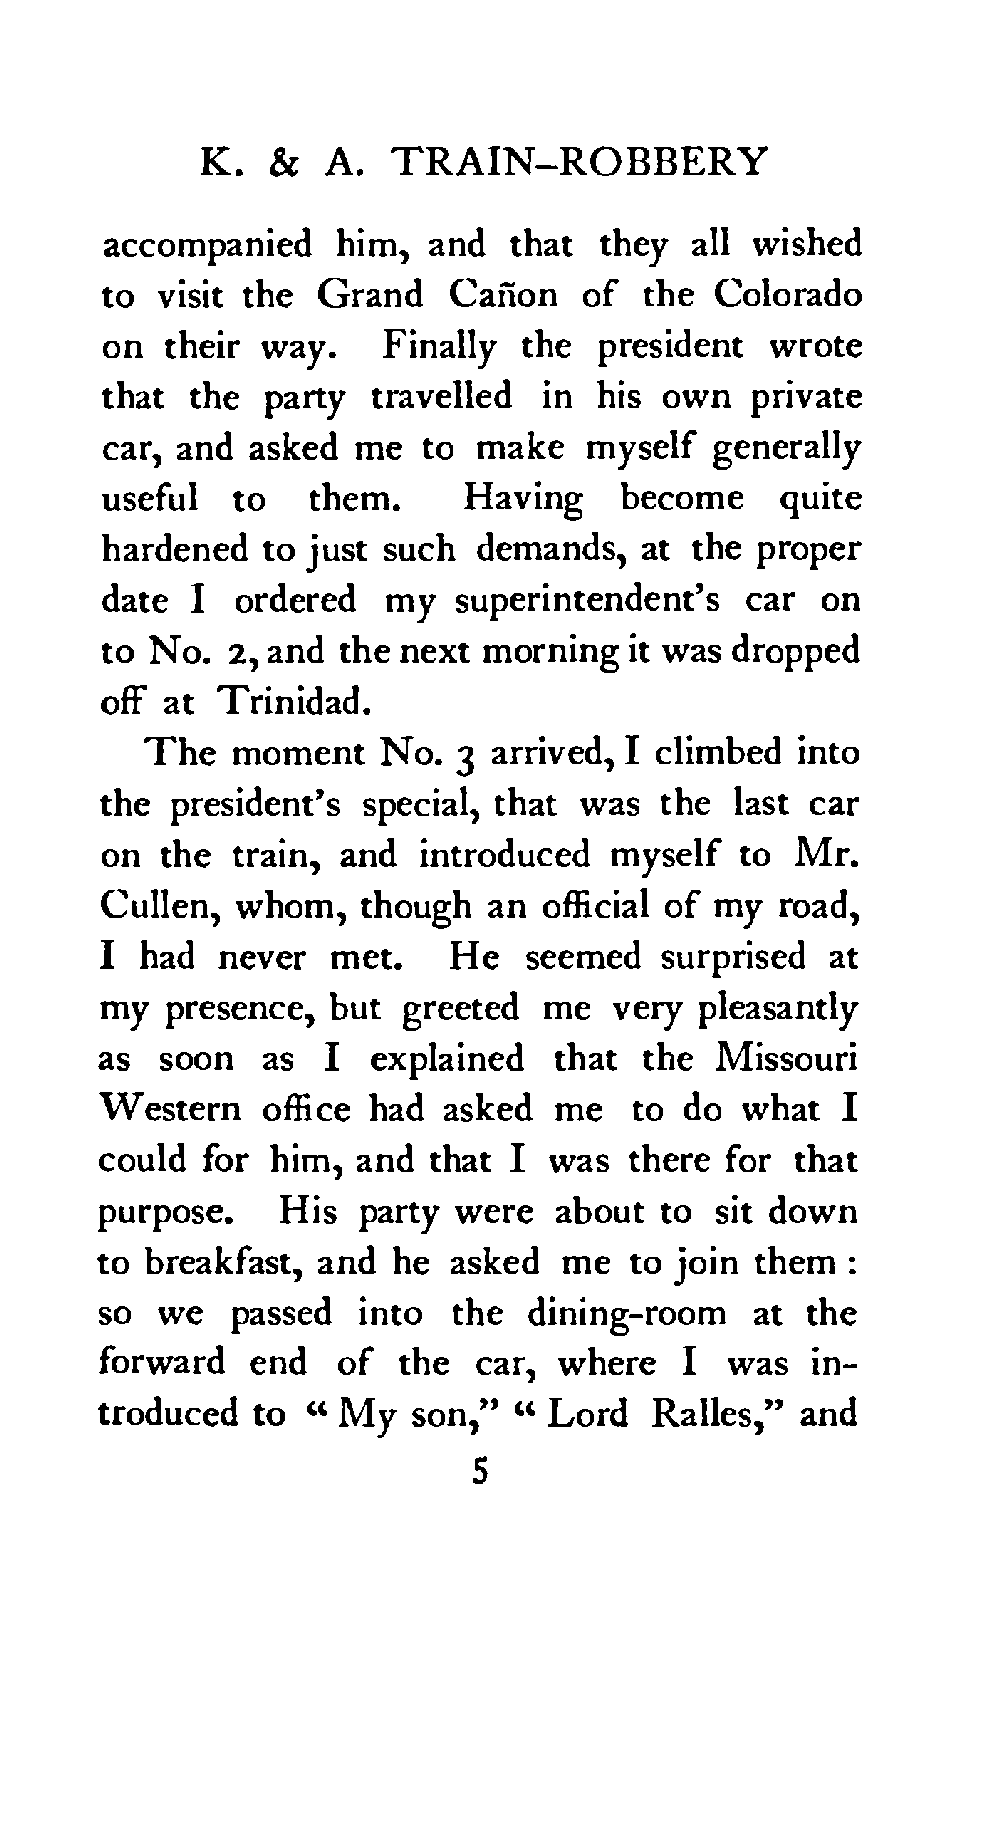 K. & A. TRAIN-ROBBERY
accompanied him, and that they all wished
to visit the Grand Cañon of the Colorado
on their way. Finally the president wrote
that the party travelled in his own private
car, and asked me to make myself generally
useful to them. Having become quite
hardened to just such demands, at the proper
date I ordered my superintendent's car on
to No. 2, and the next morning it was dropped
off at Trinidad.
The moment No. 3 arrived, I climbed into
the president's special, that was the last car
on the train, and introduced myself to Mr.
Cullen, whom, though an official of my road,
I had never met. He seemed surprised at
my presence, but greeted me very pleasantly
as soon as I explained that the Missouri
Western office had asked me to do what I
could for him, and that I was there for that
purpose. His party were about to sit down
to breakfast, and he asked me to join them :
so we passed into the dining-room at the
forward end of the car, where I was in-
troduced to “ My son,” “ Lord Ralles,” and
5